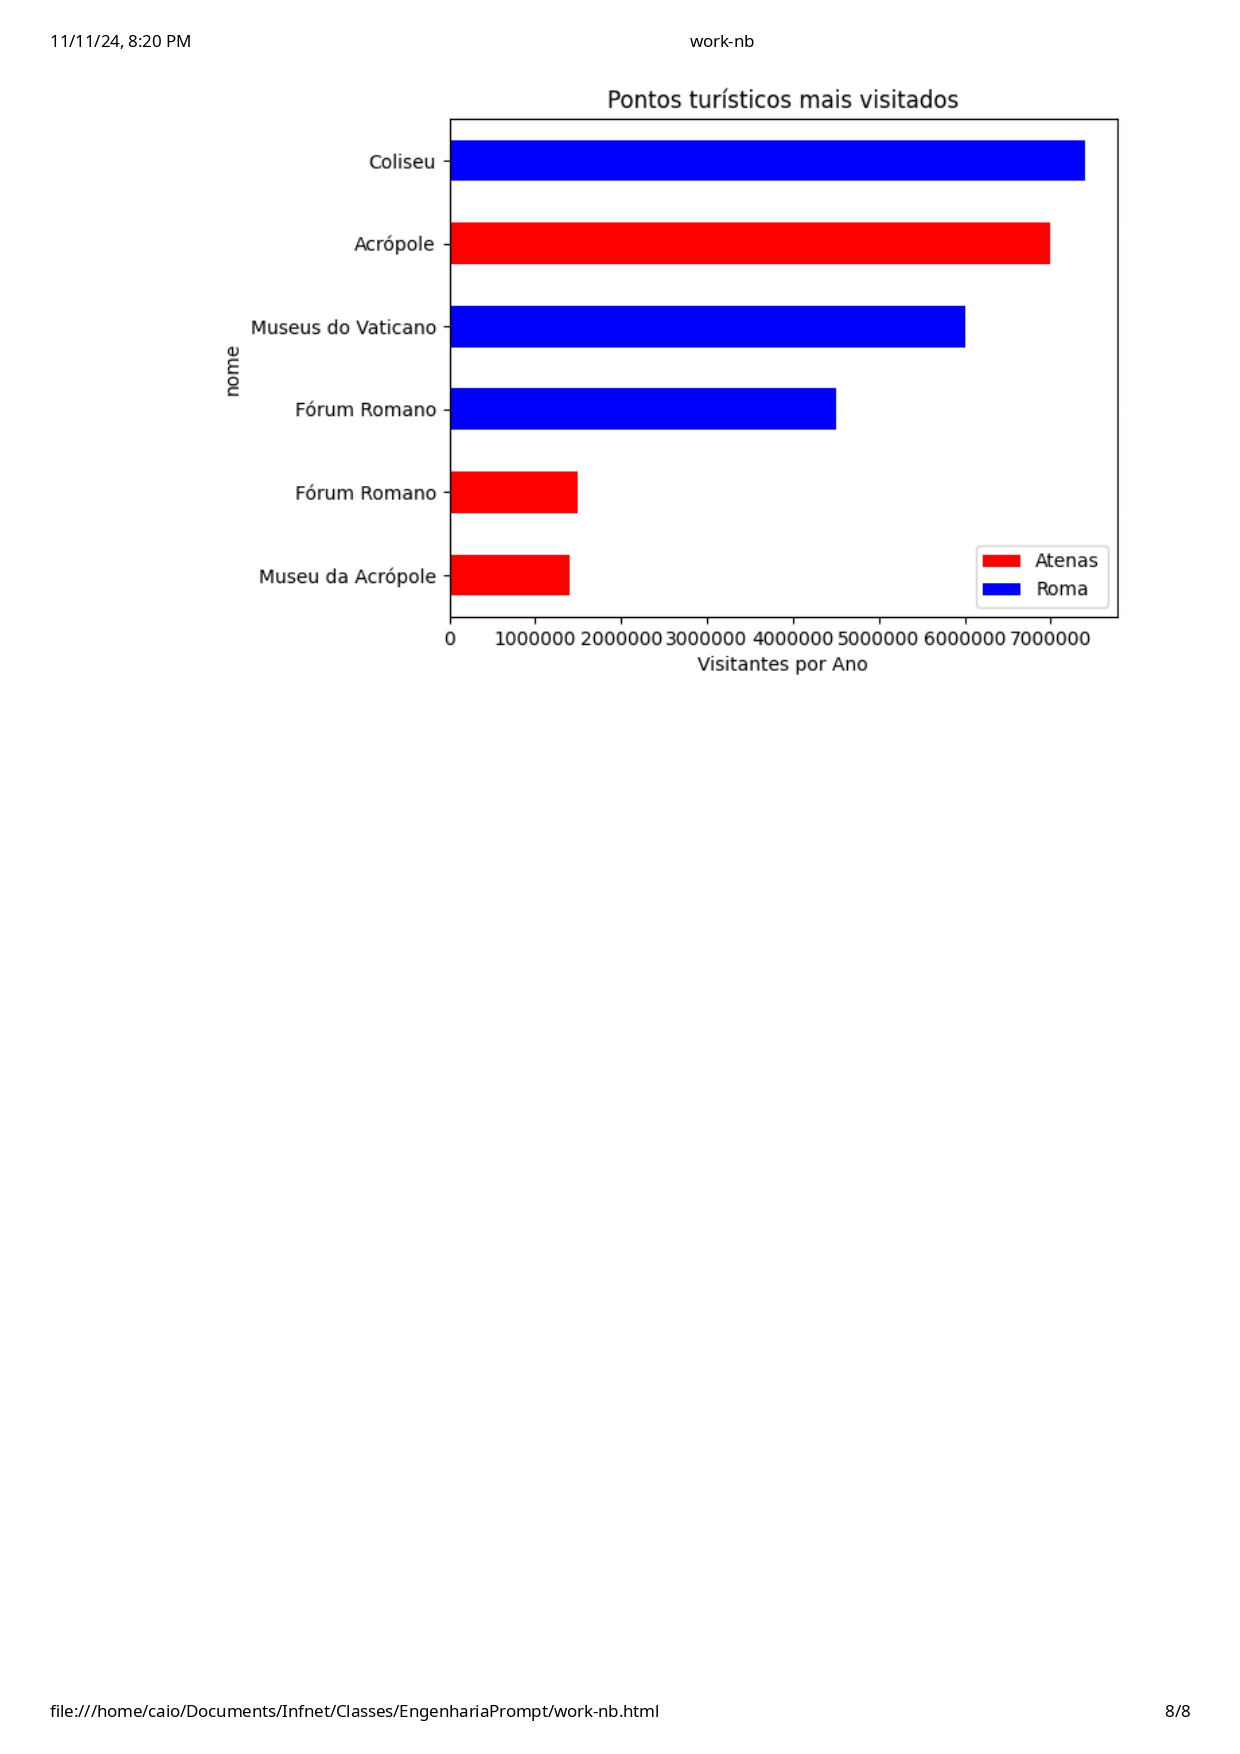 11/11/24, 8:20 PM work-nb
Pontos turísticos mais visitados
Coliseu
Acrópole
Museus do Vaticano
nome
Fórum Romano
Fórum Romano
Museu da Acrópole
Atenas
Roma
0 1000000 2000000 3000000 4000000 5000000 6000000 7000000
Visitantes por Ano
file:///home/caio/Documents/Infnet/Classes/EngenhariaPrompt/work-nb.html 8/8